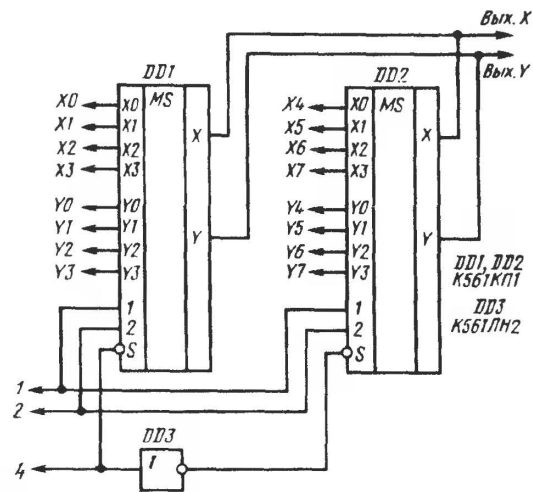 Вых. X
Вых. Y
DD1
DD2
X0 X0 MS
X1 X1
X2 X2
X3 X3
X
Y0 Y0
Y1 Y1
Y2 Y2
Y3 Y3
Y
1
2
S
X4 X0 MS
X5 X1
X6 X2
X7 X3
X
Y4 Y0
Y5 Y1
Y6 Y2
Y7 Y3
Y
1
2
S
DD1, DD2
К561КП1
DD3
К561ЛН2
1
2
DD3
4
1